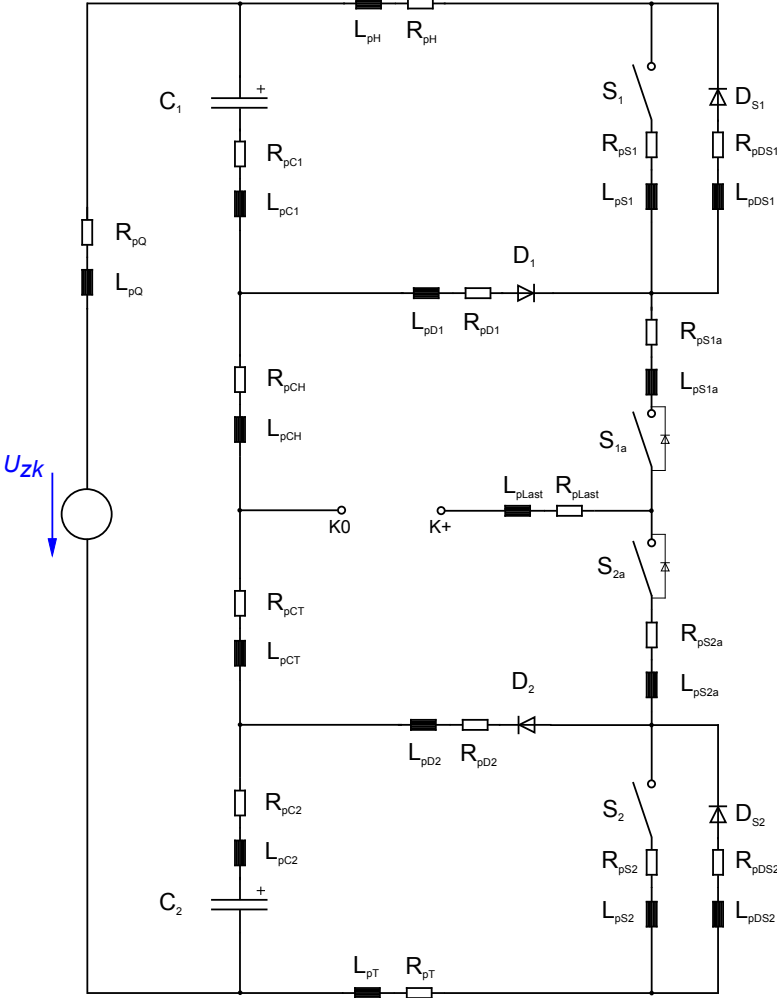 L_pH R_pH
C_1 +
S_1 D_S1
R_pC1 R_pS1 R_pDS1
L_pC1 L_pS1 L_pDS1
R_pQ
L_pQ
D_1
L_pD1 R_pD1
R_pS1a
R_pCH L_pS1a
L_pCH S_1a
U_zk
L_pLast R_pLast
K0 K+
S_2a
R_pCT
R_pS2a
L_pCT
D_2 L_pS2a
L_pD2 R_pD2
R_pC2 S_2 D_S2
L_pC2 R_pS2 R_pDS2
+
C_2 L_pS2 L_pDS2
L_pT R_pT